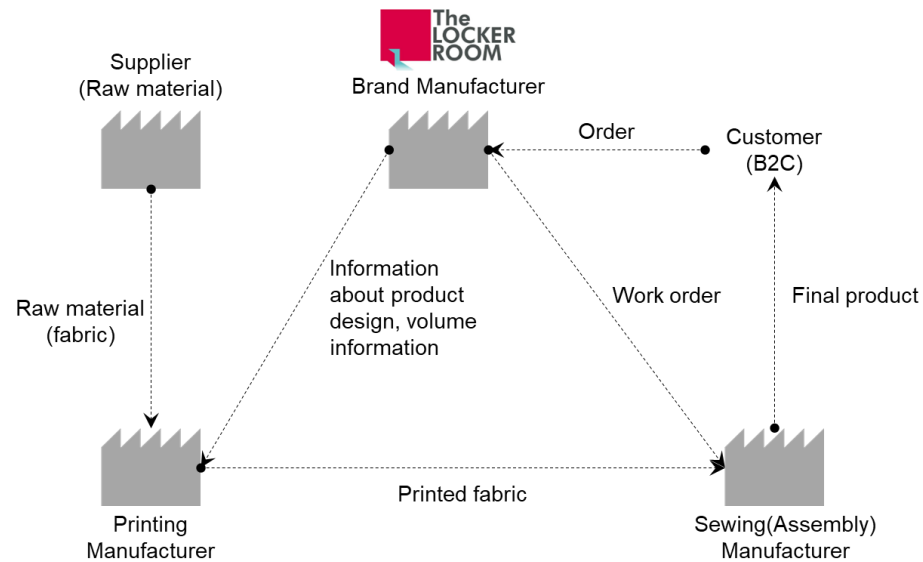 The
LOCKER
ROOM
Supplier
(Raw material)
Brand Manufacturer
Order
Customer
(B2C)
Information
about product
design, volume
information
Work order
Final product
Raw material
(fabric)
Printed fabric
Printing
Manufacturer
Sewing(Assembly)
Manufacturer